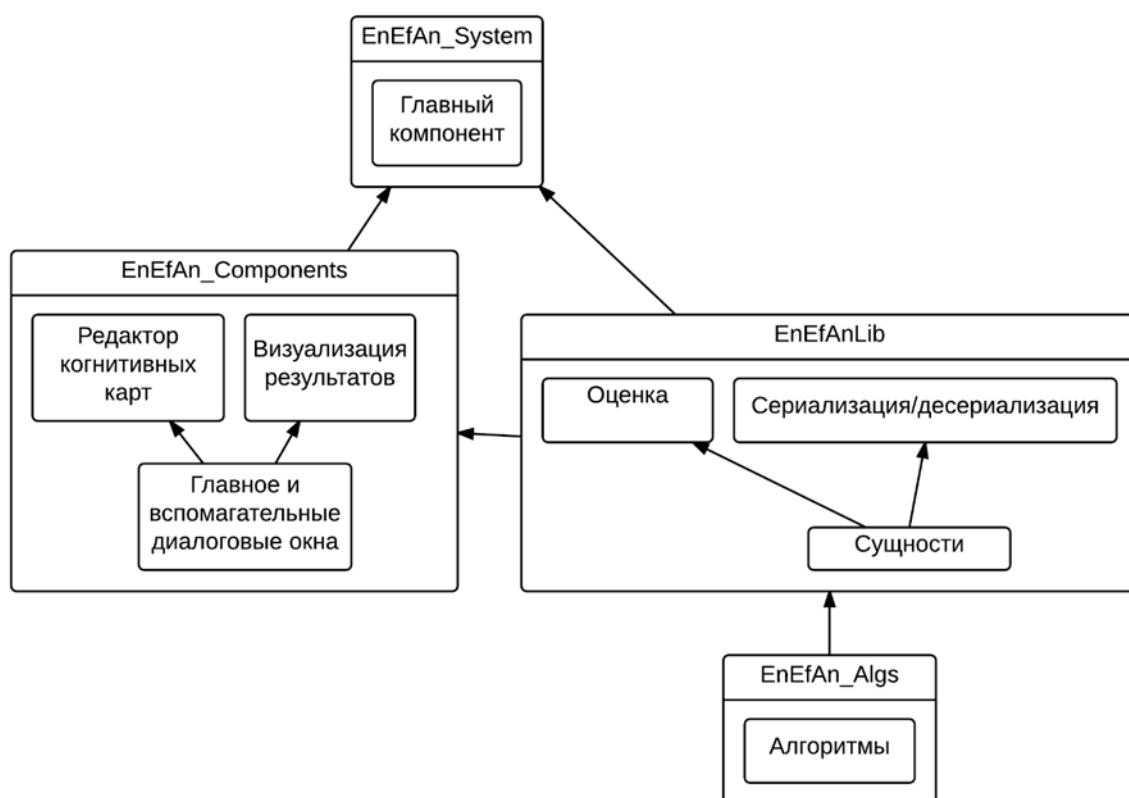 EnEfAn_System
Главный
компонент
EnEfAn_Components
Редактор
когнитивных
карт
Визуализация
результатов
Главное и
вспомагательные
диалоговые окна
EnEfAnLib
Оценка
Сериализация/десериализация
Сущности
EnEfAn_Algs
Алгоритмы